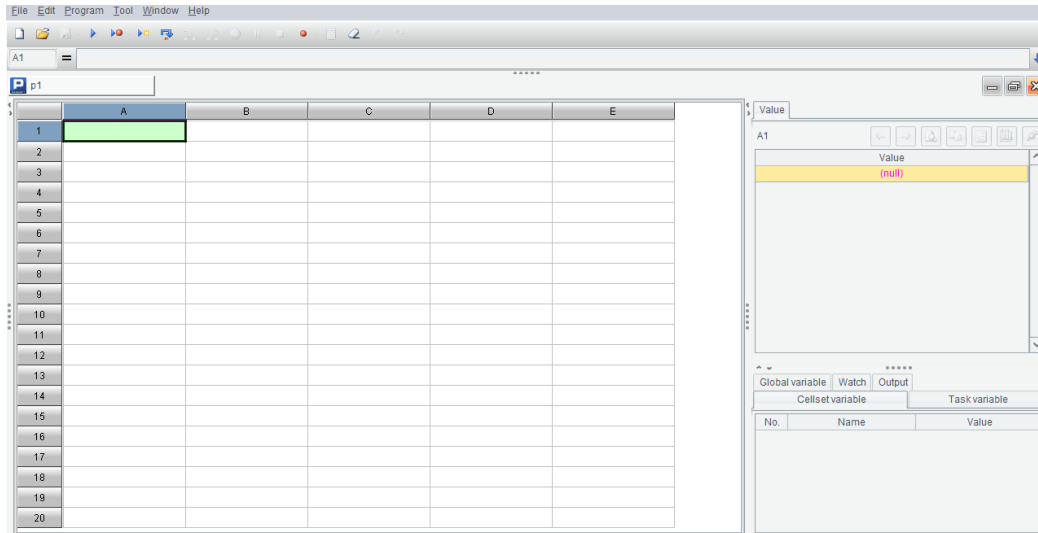 File Edit Program Tool Window Help
A1 =
P p1
A B C D E
Value
1
A1
2
Value
3
(null)
4
5
6
7
8
9
10
11
12
13
14
Global variable Watch Output
Cellset variable Task variable
15
No. Name Value
16
17
18
19
20